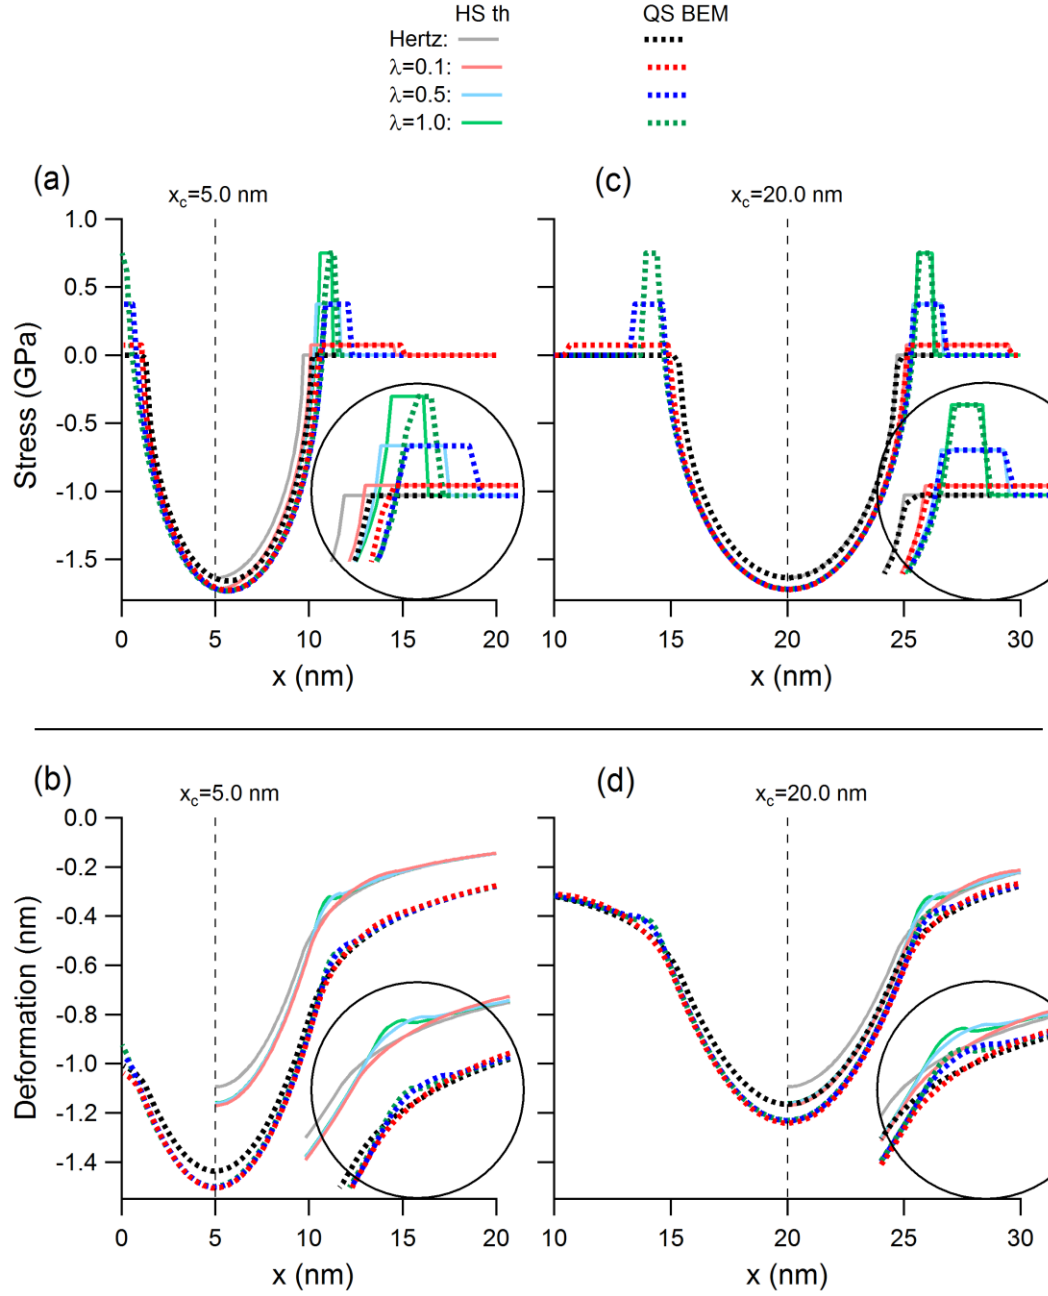 HS th QS BEM
Hertz:
λ=0.1:
λ=0.5:
λ=1.0:
(a) (c)
x_c=5.0 nm x_c=20.0 nm
1.0
0.5
0.0
-0.5
-1.0
-1.5
Stress (GPa)
0 5 10 15 20 10 15 20 25 30
x (nm) x (nm)
(b) (d)
x_c=5.0 nm x_c=20.0 nm
0.0
-0.2
-0.4
-0.6
-0.8
-1.0
-1.2
-1.4
Deformation (nm)
0 5 10 15 20 10 15 20 25 30
x (nm) x (nm)